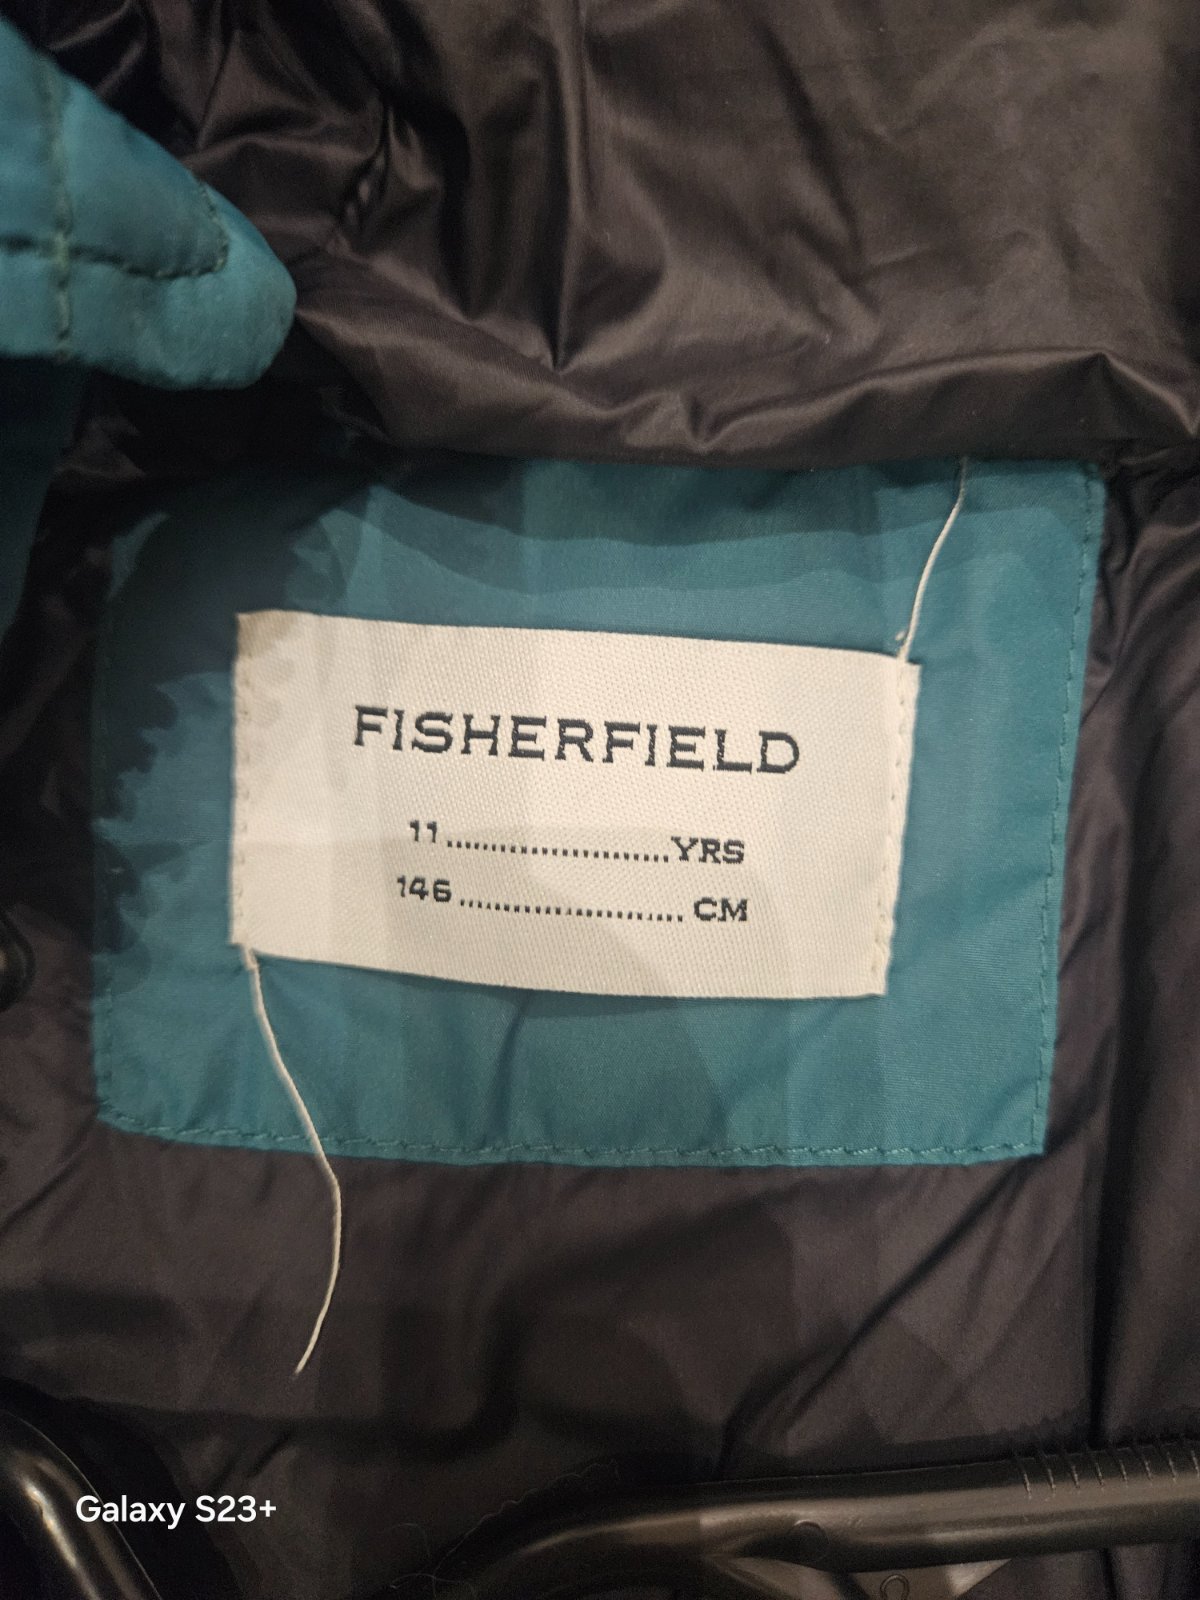 FISHERFIELD
11........................YRS
146........................ CM
Galaxy S23+